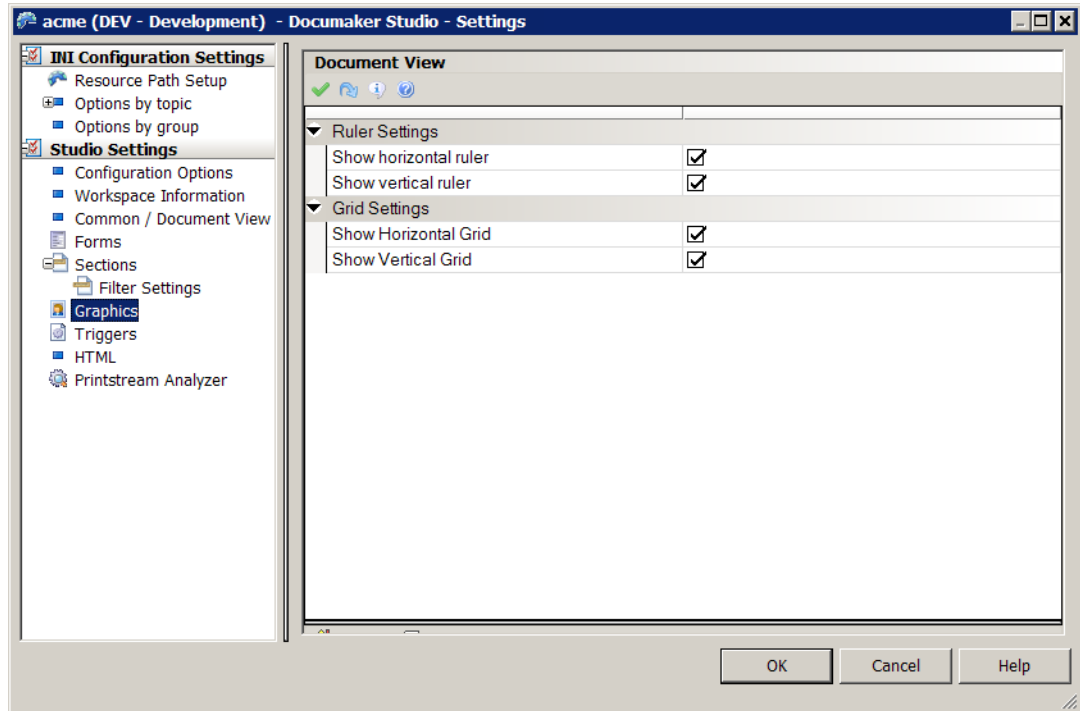 acme (DEV - Development) - Documaker Studio - Settings
INI Configuration Settings
Resource Path Setup
Options by topic
Options by group
Studio Settings
Configuration Options
Workspace Information
Common / Document View
Forms
Sections
Filter Settings
Graphics
Triggers
HTML
Printstream Analyzer
Document View
Ruler Settings
Show horizontal ruler
Show vertical ruler
Grid Settings
Show Horizontal Grid
Show Vertical Grid
OK
Cancel
Help